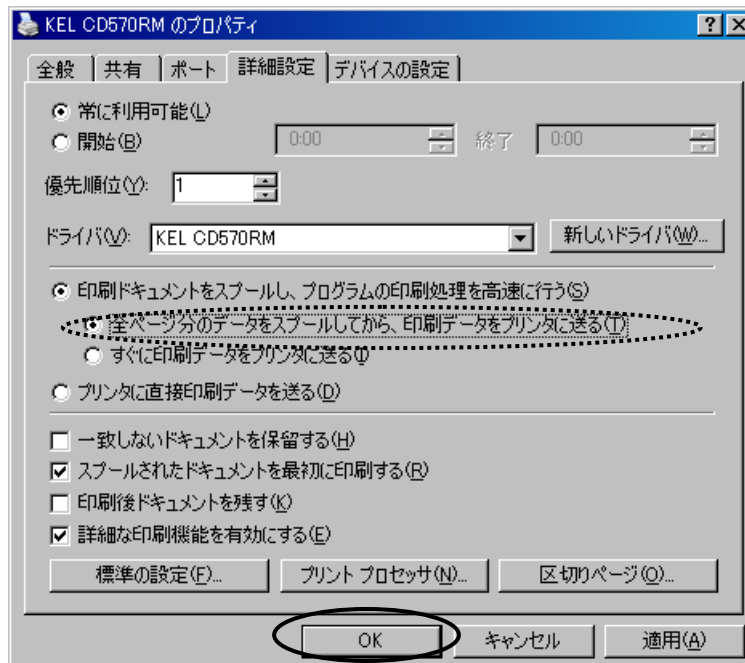 KEL CD570RM のプロパティ
全般 共有 ポート 詳細設定 デバイスの設定
常に利用可能(L)
開始(B) 0:00 終了 0:00
優先順位(Y): 1
ドライバ(V): KEL CD570RM 新しいドライバ(W)...
印刷ドキュメントをスプールし、プログラムの印刷処理を高速に行う(S)
全ページ分のデータをスプールしてから、印刷データをプリンタに送る(T)
すぐに印刷データをプリンタに送る(I)
プリンタに直接印刷データを送る(D)
一致しないドキュメントを保留する(H)
スプールされたドキュメントを最初に印刷する(R)
印刷後ドキュメントを残す(K)
詳細な印刷機能を有効にする(E)
標準の設定(F)... プリント プロセッサ(N)... 区切りページ(O)...
OK キャンセル 適用(A)